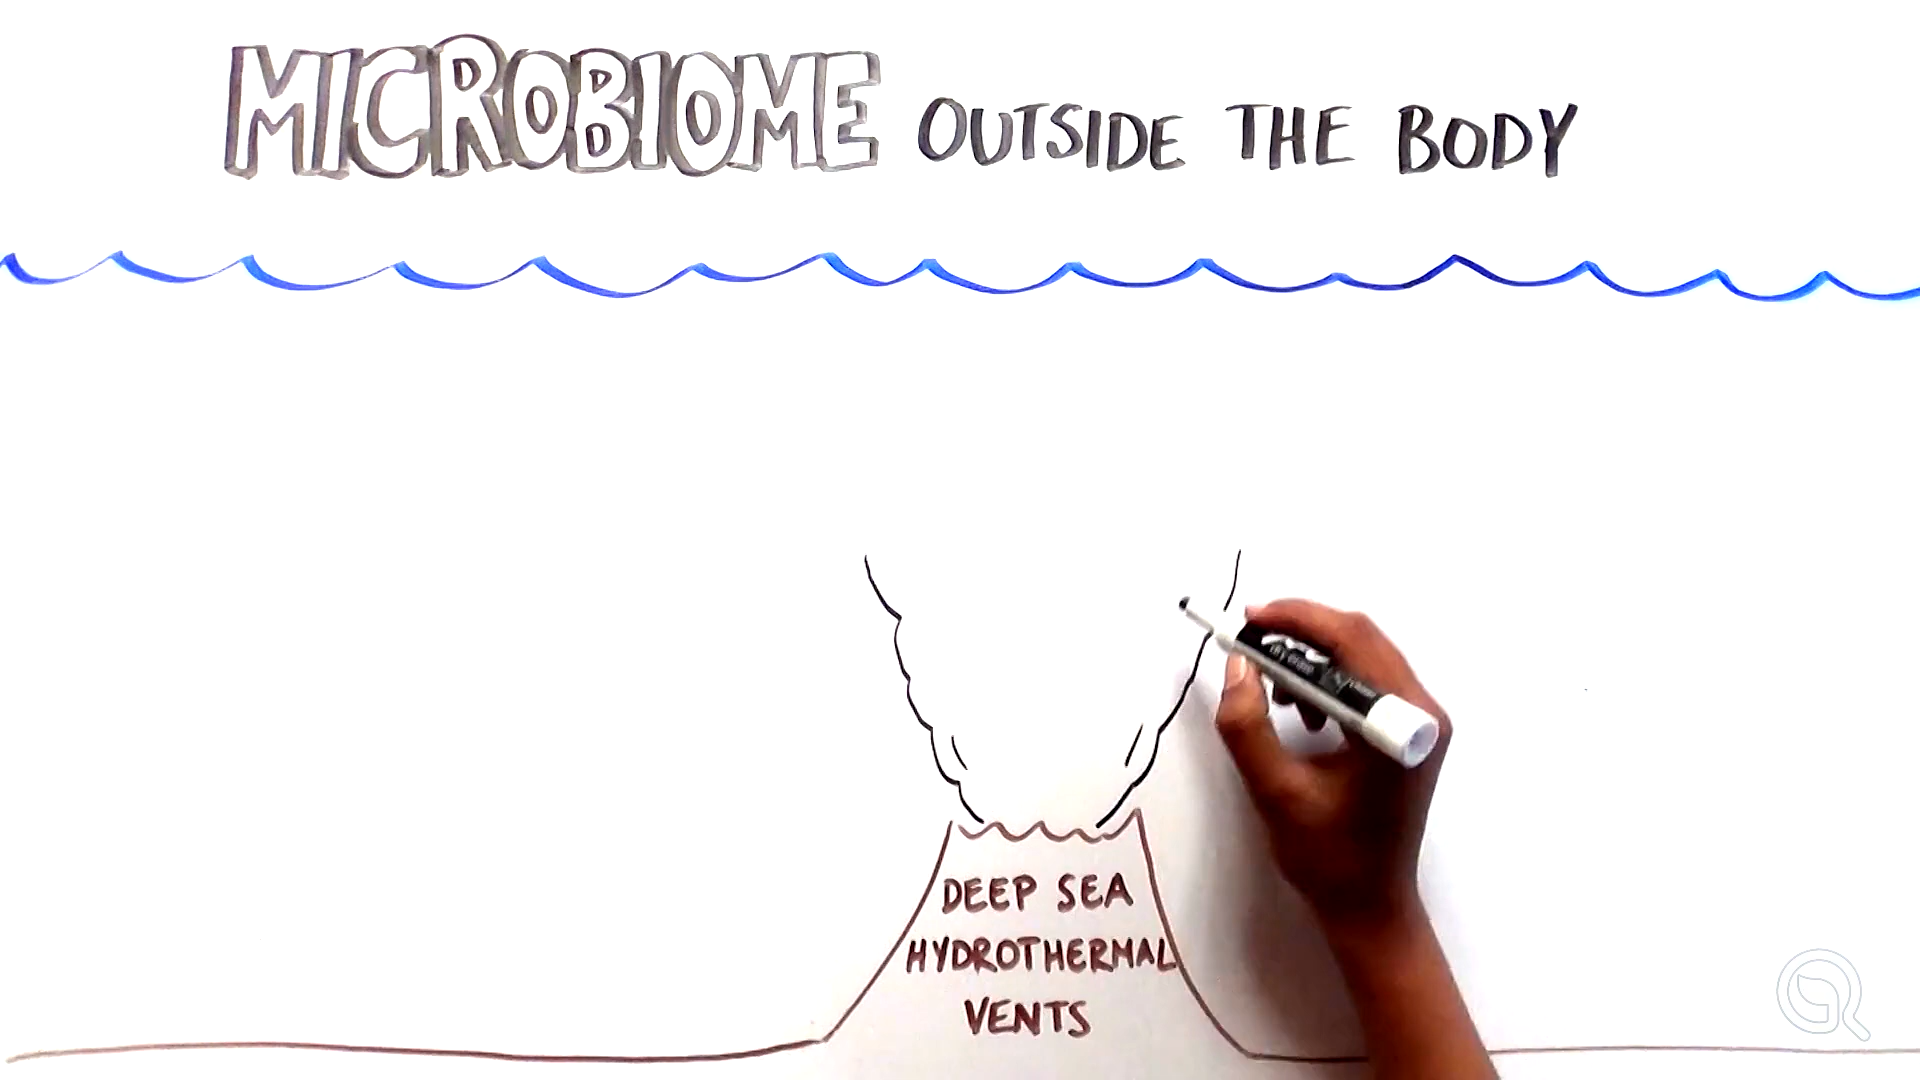 MICROBIOME OUTSIDE THE BODY
DEEP SEA
HYDROTHERMAL
VENTS